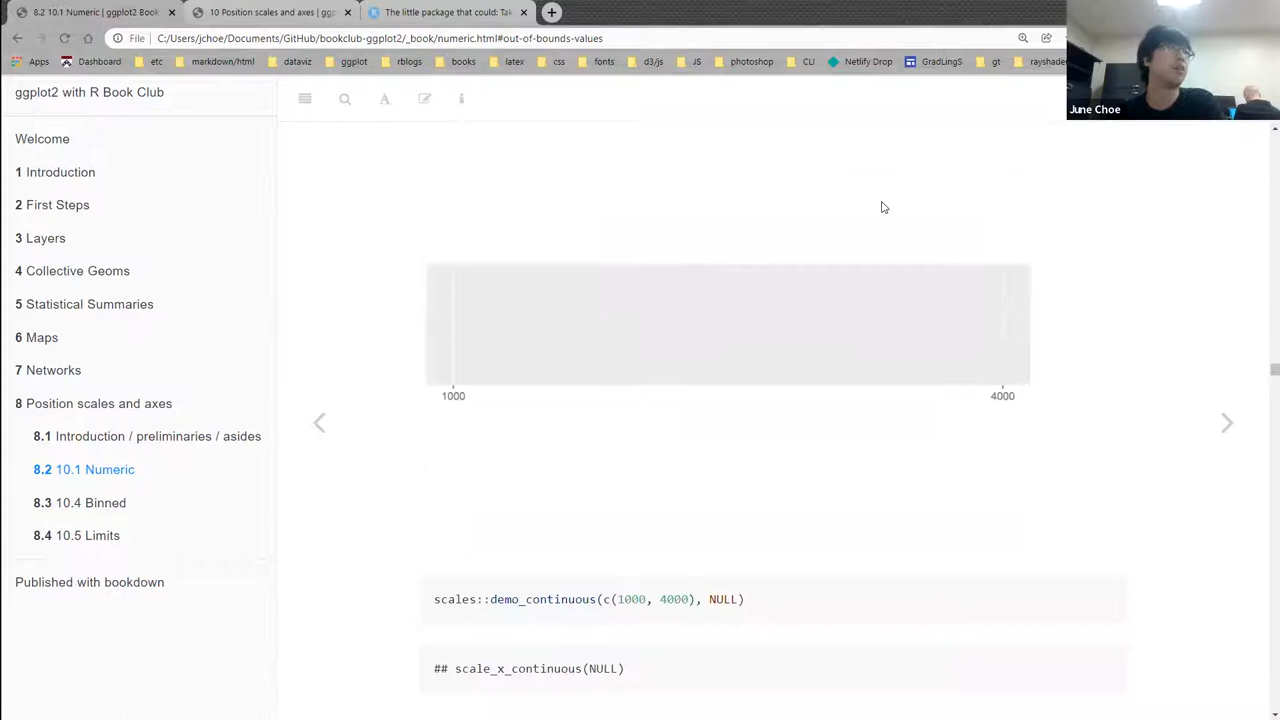 8.2 10.1 Numeric | ggplot2 Book
10 Position scales and axes | gg
The little package that could: Tak
File
C:/Users/jchoe/Documents/GitHub/bookclub-ggplot2/_book/numeric.html#out-of-bounds-values
Apps Dashboard etc markdown/html dataviz ggplot rblogs books latex css fonts d3/js JS photoshop CLI Netlify Drop GradLingS gt rayshader
June Choe
ggplot2 with R Book Club
Welcome
1 Introduction
2 First Steps
3 Layers
4 Collective Geoms
5 Statistical Summaries
6 Maps
7 Networks
8 Position scales and axes
8.1 Introduction / preliminaries / asides
8.2 10.1 Numeric
8.3 10.4 Binned
8.4 10.5 Limits
Published with bookdown
1000 4000
scales::demo_continuous(c(1000, 4000), NULL)
## scale_x_continuous(NULL)